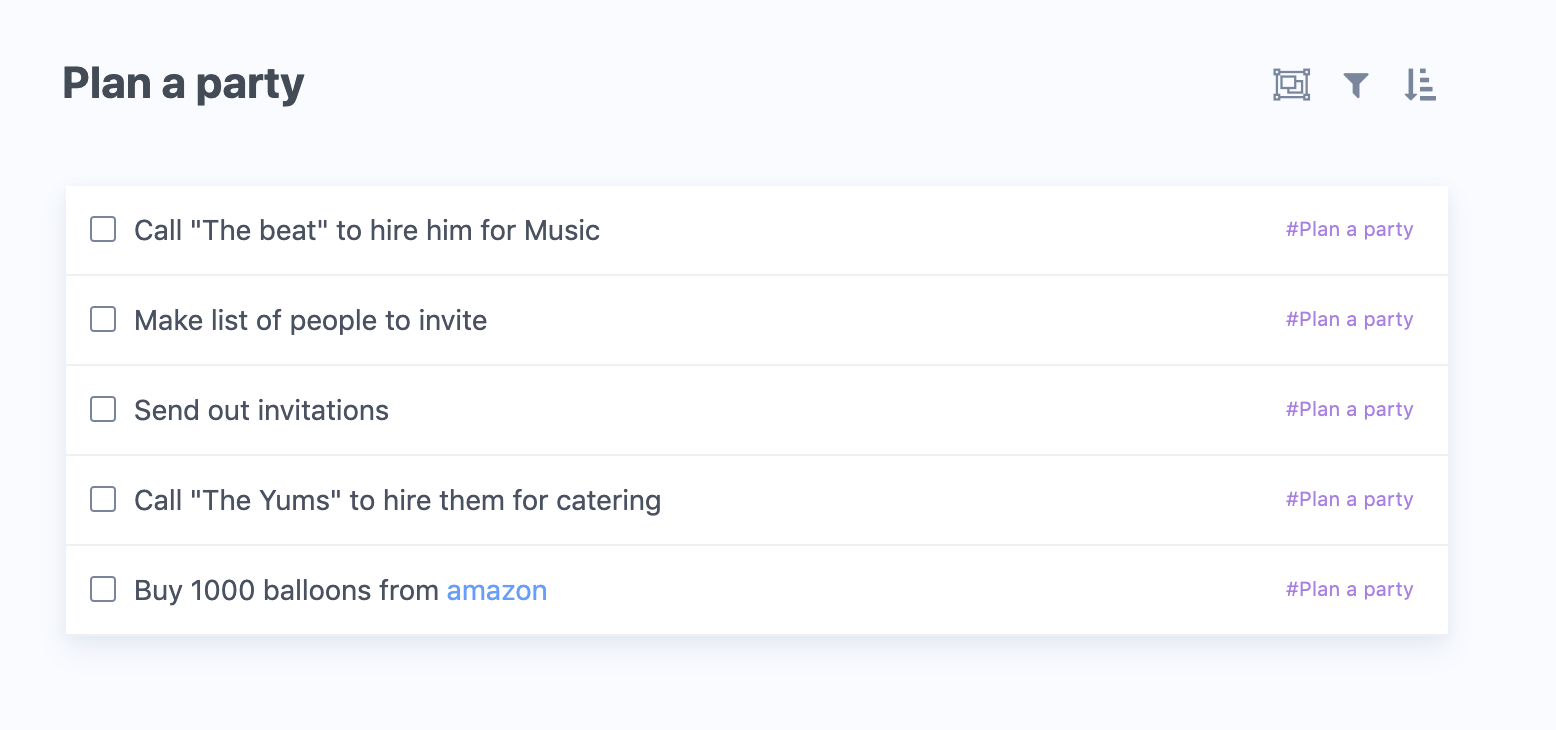 Plan a party
Call "The beat" to hire him for Music #Plan a party
Make list of people to invite #Plan a party
Send out invitations #Plan a party
Call "The Yums" to hire them for catering #Plan a party
Buy 1000 balloons from amazon #Plan a party